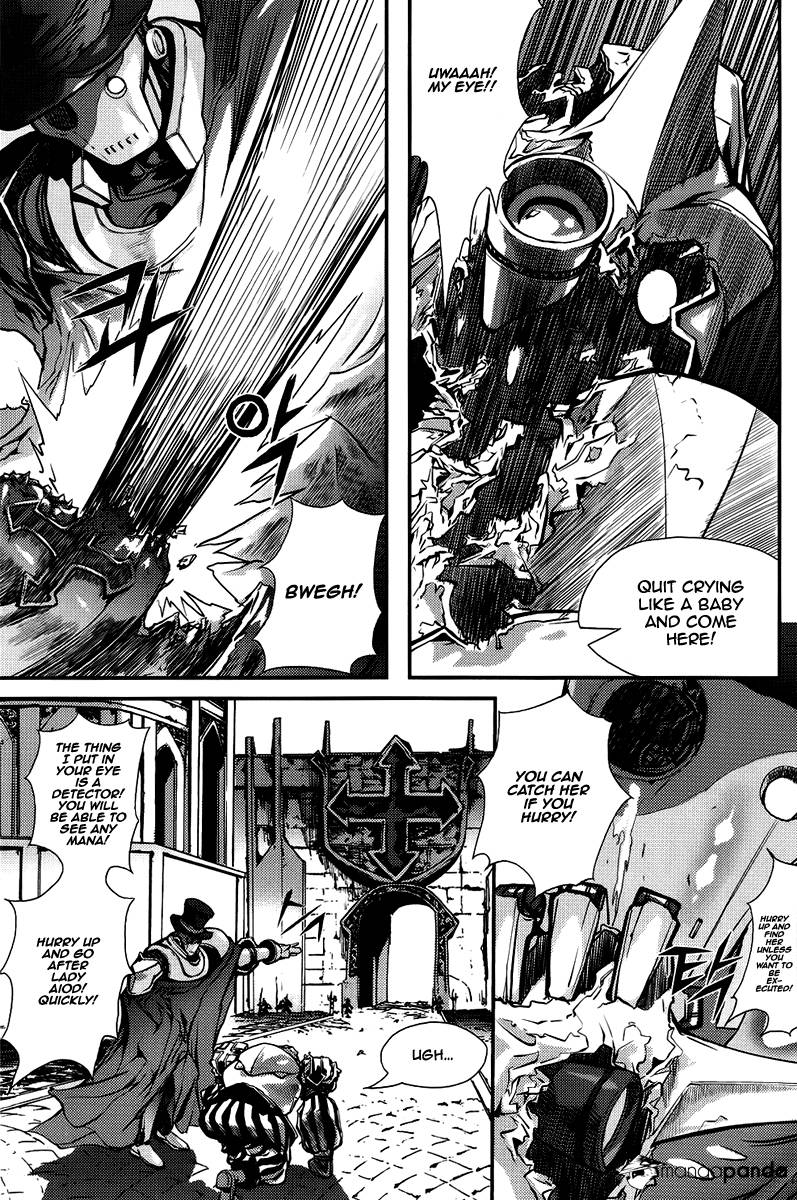 UWAAAH!
MY EYE!!
QUIT CRYING
LIKE A BABY
AND COME
HERE!
BWEGH!
THE THING
I PUT IN
YOUR EYE
IS A
DETECTOR!
YOU WILL
BE ABLE TO
SEE ANY
MANA!
HURRY UP
AND GO
AFTER
LADY
AIOD!
QUICKLY!
UGH...
YOU CAN
CATCH HER
IF YOU
HURRY!
HURRY
UP AND
FIND
HER
UNLESS
YOU
WANT TO
BE
EX-
ECUTED!
mangapanda